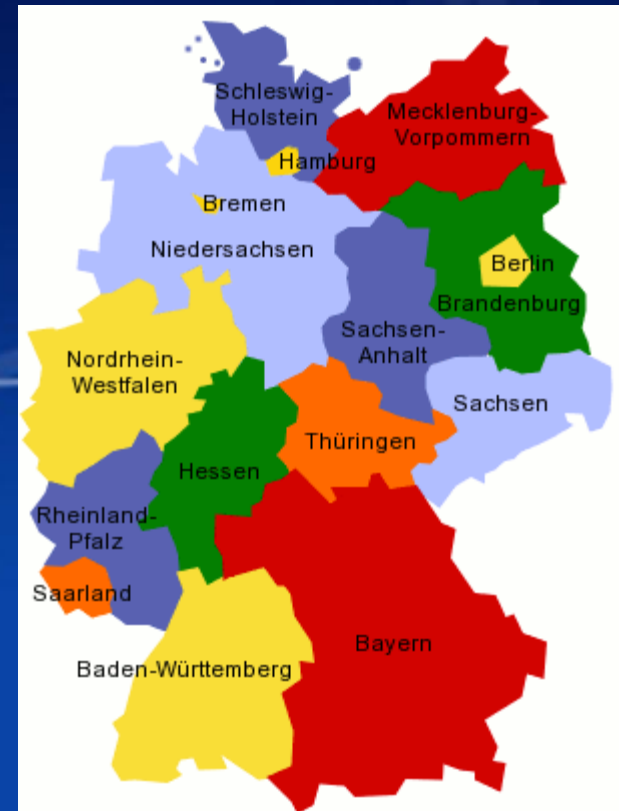 Schleswig-
Holstein
Mecklenburg-
Vorpommern
Hamburg
Bremen
Niedersachsen
Berlin
Brandenburg
Sachsen-
Anhalt
Nordrhein-
Westfalen
Sachsen
Thüringen
Hessen
Rheinland-
Pfalz
Saarland
Bayern
Baden-Württemberg